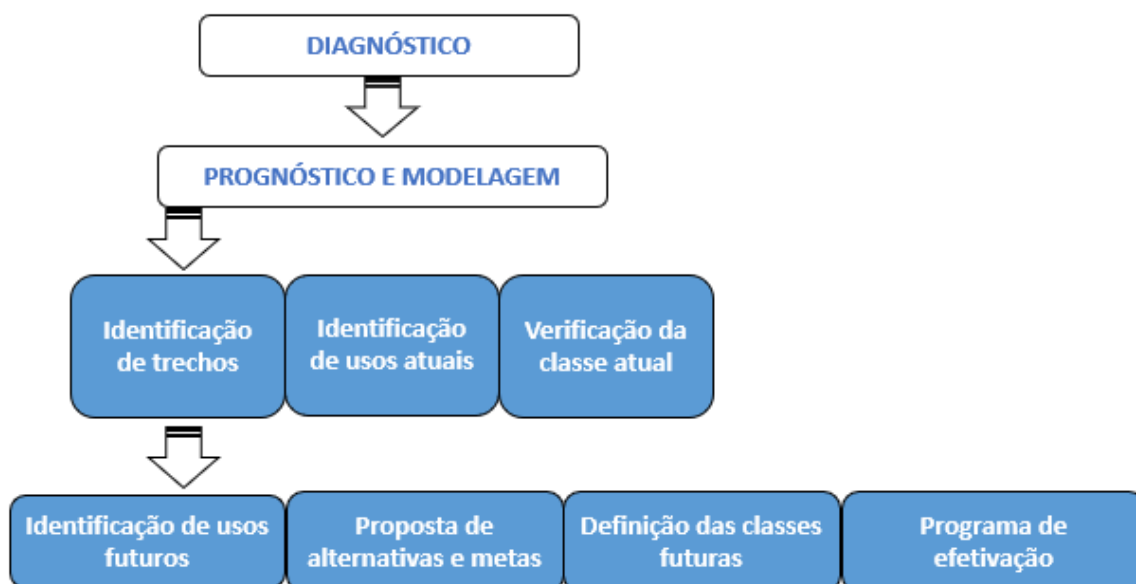 DIAGNÓSTICO
PROGNÓSTICO E MODELAGEM
Identificação
de trechos
Identificação
de usos atuais
Verificação da
classe atual
Identificação de usos
futuros
Proposta de
alternativas e metas
Definição das classes
futuras
Programa de
efetivação